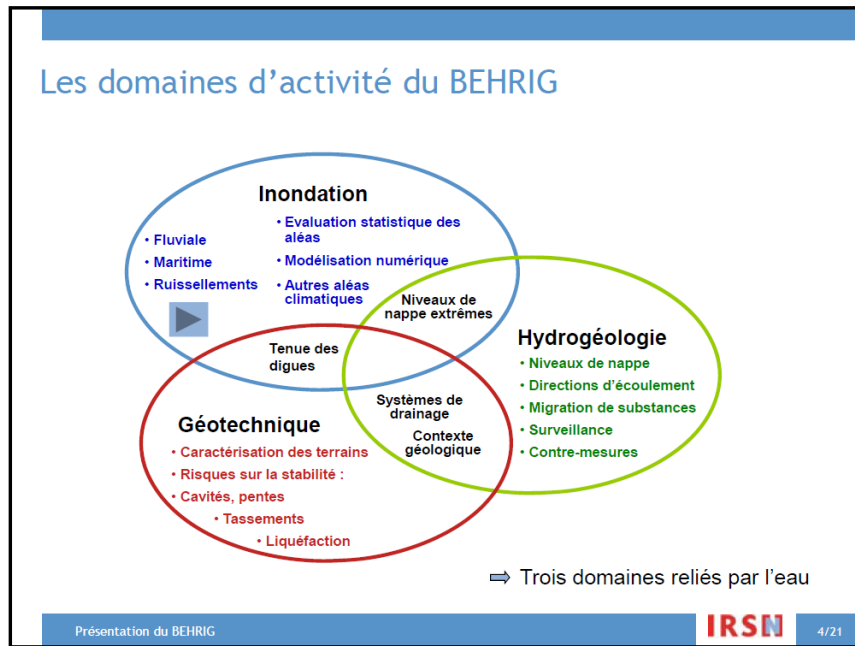 Les domaines d'activité du BEHRIG
Inondation
• Fluviale
• Maritime
• Ruissellements
• Evaluation statistique des
aléas
• Modélisation numérique
• Autres aléas
climatiques
Niveaux de
nappe extrêmes
Hydrogéologie
• Niveaux de nappe
• Directions d'écoulement
• Migration de substances
• Surveillance
• Contre-mesures
Tenue des
digues
Systèmes de
drainage
Contexte
géologique
Géotechnique
• Caractérisation des terrains
• Risques sur la stabilité :
• Cavités, pentes
• Tassements
• Liquéfaction
⇨ Trois domaines reliés par l'eau
Présentation du BEHRIG
IRSN
4/21